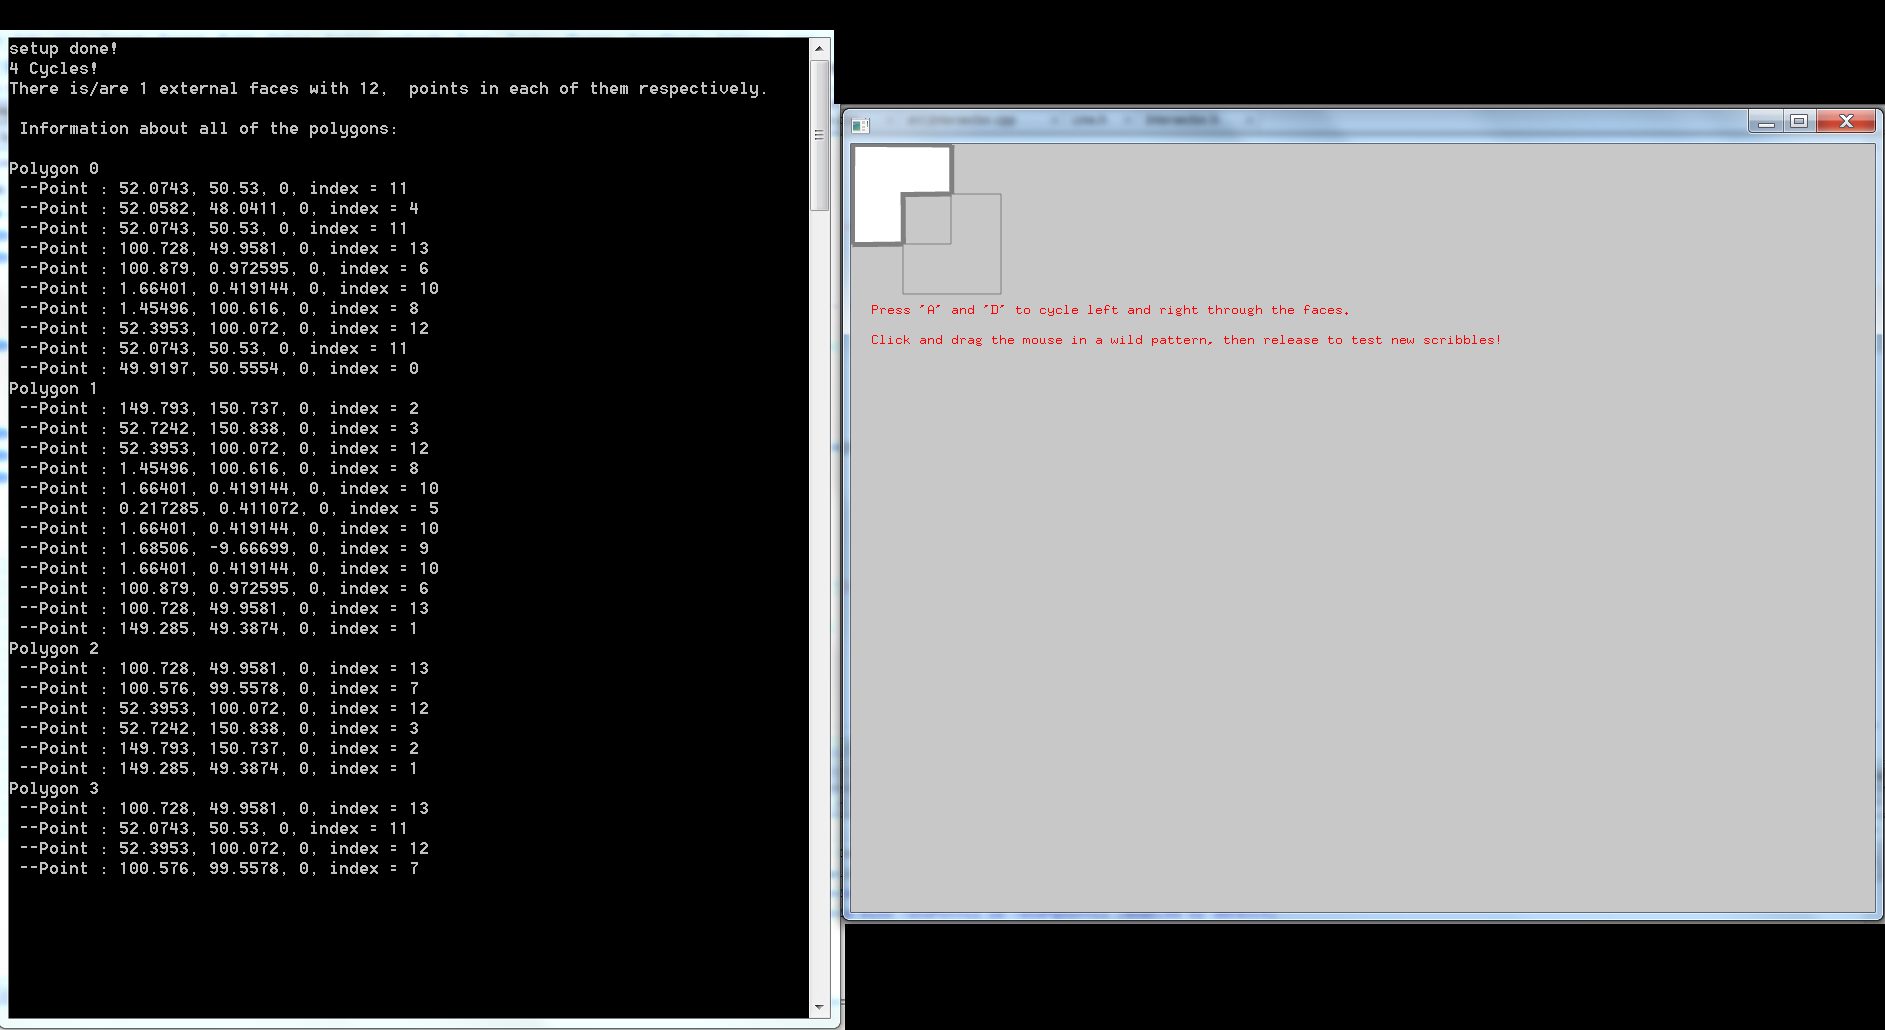 setup done!
4 Cycles!
There is/are 1 external faces with 12,  points in each of them respectively.
Information about all of the polygons:
Polygon 0
--Point : 52.0743, 50.53, 0, index = 11
--Point : 52.0582, 48.0411, 0, index = 4
--Point : 52.0743, 50.53, 0, index = 11
--Point : 100.728, 49.9581, 0, index = 13
--Point : 100.879, 0.972595, 0, index = 6
--Point : 1.66401, 0.419144, 0, index = 10
--Point : 1.45496, 100.616, 0, index = 8
--Point : 52.3953, 100.072, 0, index = 12
--Point : 52.0743, 50.53, 0, index = 11
--Point : 49.9197, 50.5554, 0, index = 0
Polygon 1
--Point : 149.793, 150.737, 0, index = 2
--Point : 52.7242, 150.838, 0, index = 3
--Point : 52.3953, 100.072, 0, index = 12
--Point : 1.45496, 100.616, 0, index = 8
--Point : 1.66401, 0.419144, 0, index = 10
--Point : 0.217285, 0.411072, 0, index = 5
--Point : 1.66401, 0.419144, 0, index = 10
--Point : 1.68506, -9.66699, 0, index = 9
--Point : 1.66401, 0.419144, 0, index = 10
--Point : 100.879, 0.972595, 0, index = 6
--Point : 100.728, 49.9581, 0, index = 13
--Point : 149.285, 49.3874, 0, index = 1
Polygon 2
--Point : 100.728, 49.9581, 0, index = 13
--Point : 100.576, 99.5578, 0, index = 7
--Point : 52.3953, 100.072, 0, index = 12
--Point : 52.7242, 150.838, 0, index = 3
--Point : 149.793, 150.737, 0, index = 2
--Point : 149.285, 49.3874, 0, index = 1
Polygon 3
--Point : 100.728, 49.9581, 0, index = 13
--Point : 52.0743, 50.53, 0, index = 11
--Point : 52.3953, 100.072, 0, index = 12
--Point : 100.576, 99.5578, 0, index = 7
Press "A" and "D" to cycle left and right through the faces.
Click and drag the mouse in a wild pattern, then release to test new scribbles!